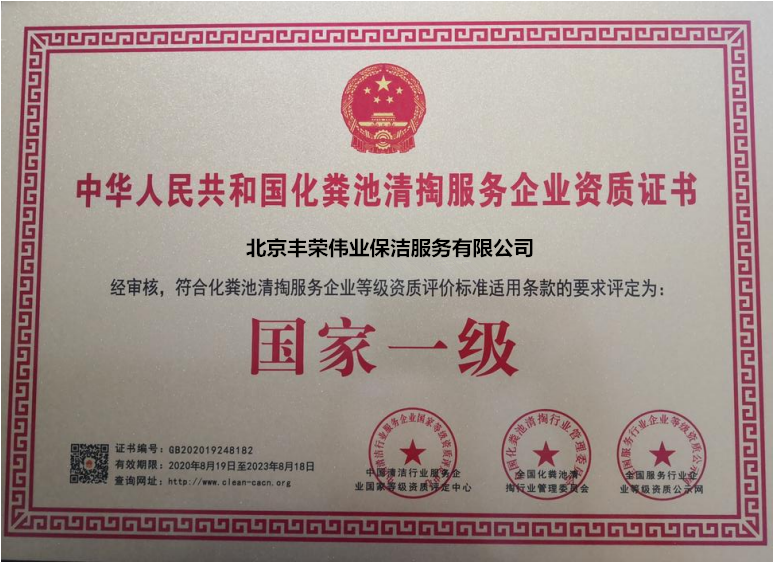 中华人民共和国化粪池清掏服务企业资质证书
北京丰荣伟业保洁服务有限公司
经审核，符合化粪池清掏服务企业等级资质评价标准适用条款的要求评定为：
国家一级
证书编号：GB202019248182
有效期限：2020年8月19日至2023年8月18日
查询网址：http://www.clean-cacn.org
中国清洁行业服务企
业国家等级资质评定中心
全国化粪池清
掏行业管理委员会
全国服务行业企
业等级资质公示网